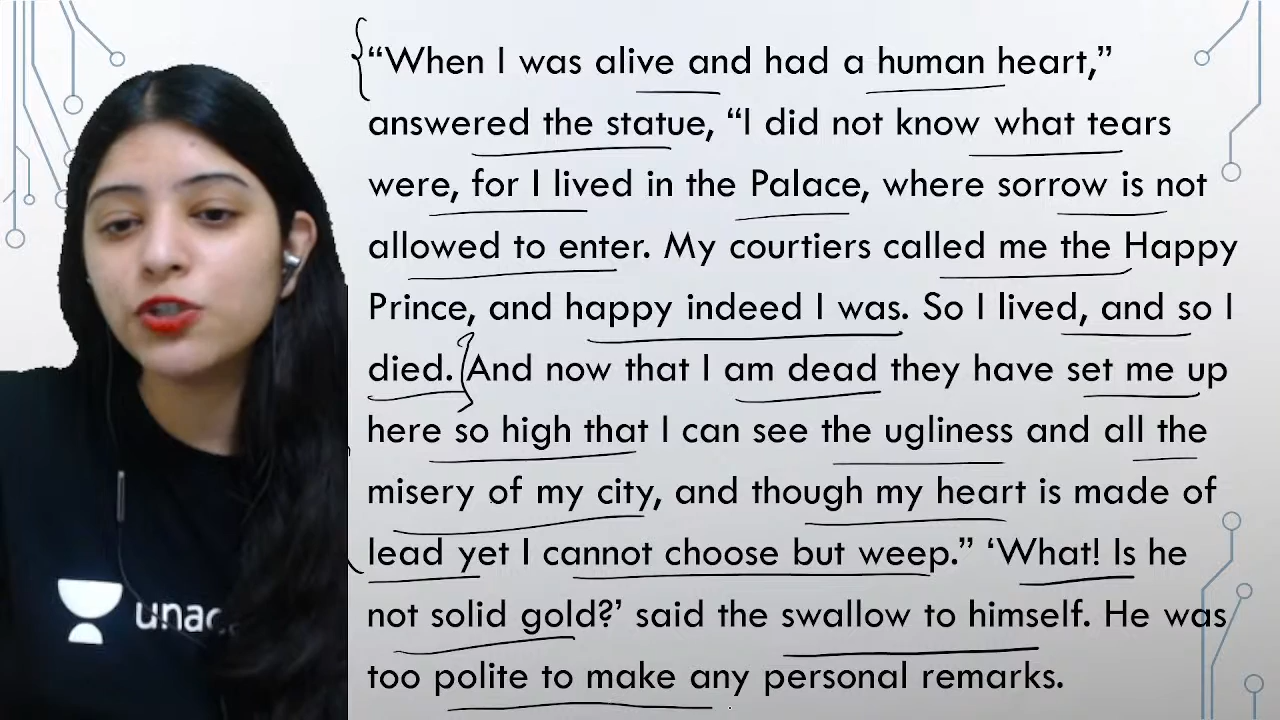 “When I was alive and had a human heart,”
answered the statue, “I did not know what tears
were, for I lived in the Palace, where sorrow is not
allowed to enter. My courtiers called me the Happy
Prince, and happy indeed I was. So I lived, and so I
died. And now that I am dead they have set me up
here so high that I can see the ugliness and all the
misery of my city, and though my heart is made of
lead yet I cannot choose but weep.” ‘What! Is he
not solid gold?’ said the swallow to himself. He was
too polite to make any personal remarks.